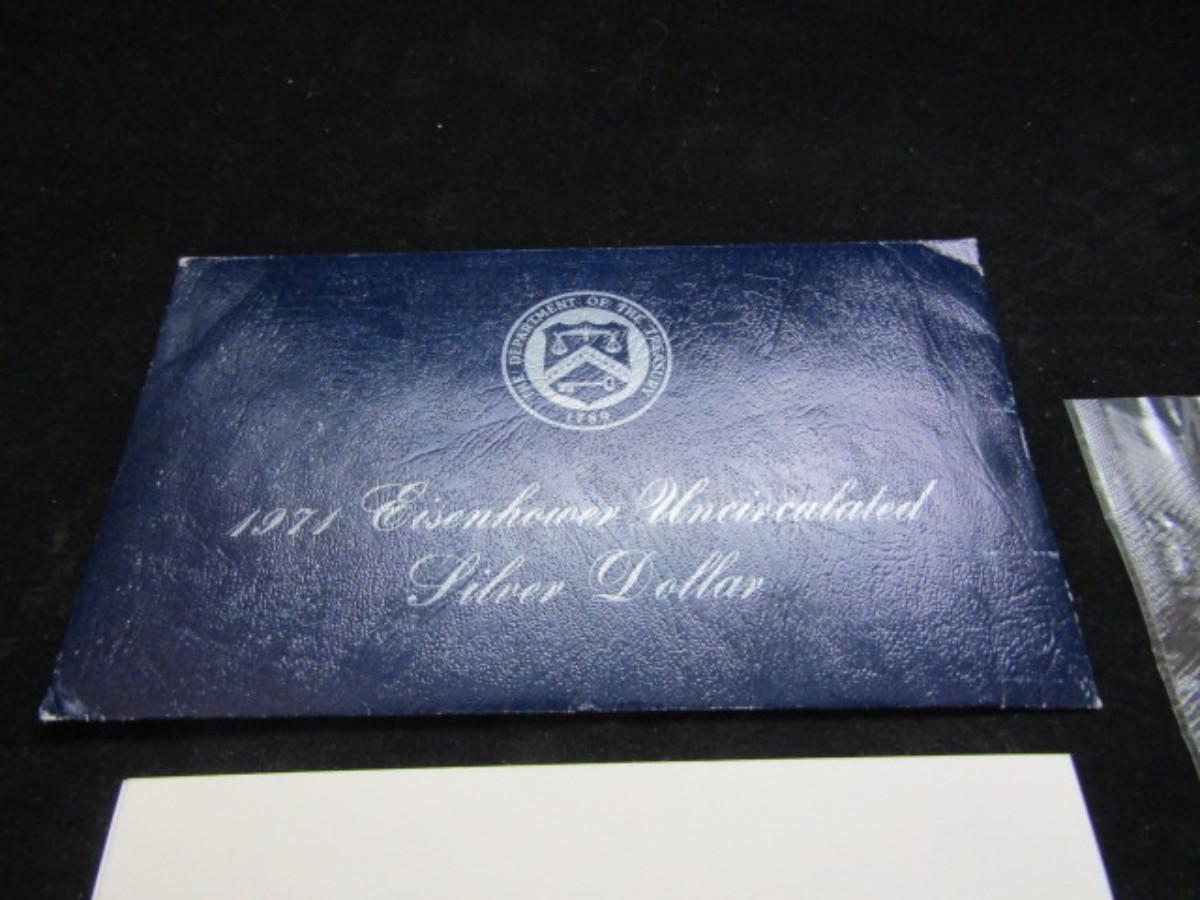 THE DEPARTMENT OF THE TREASURY
1789
1971 Eisenhower Uncirculated
Silver Dollar